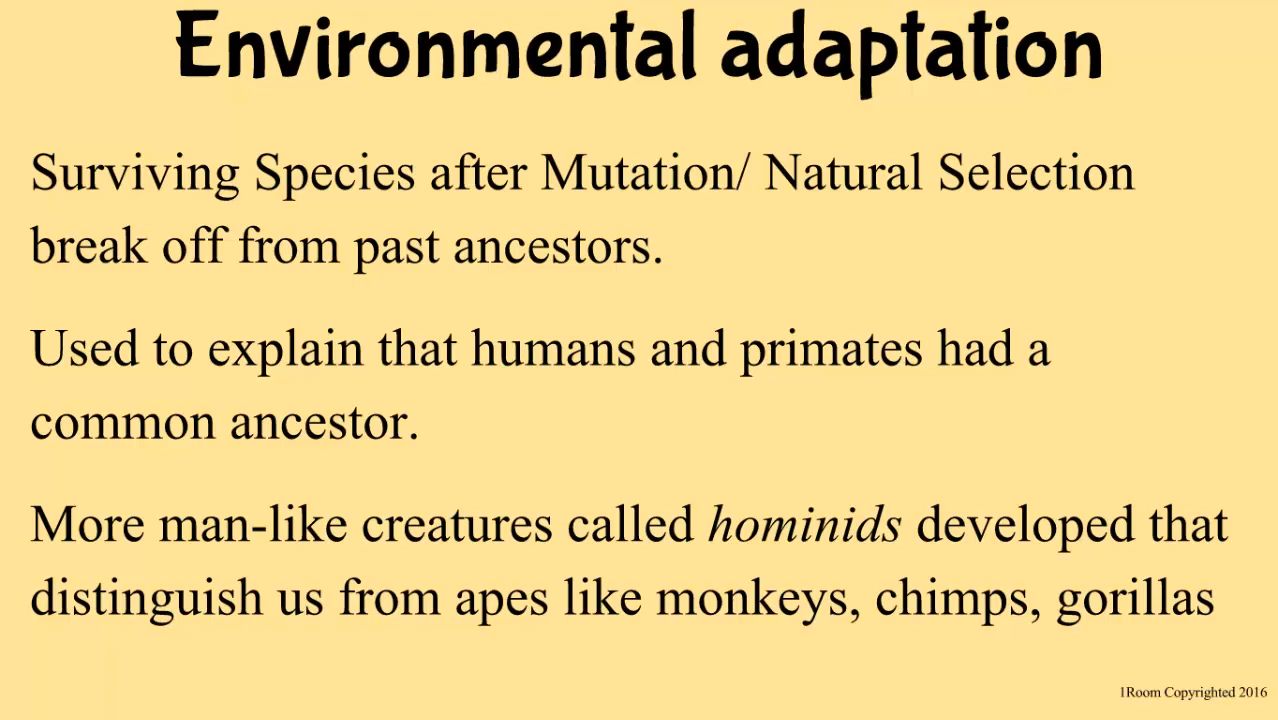 Environmental adaptation
Surviving Species after Mutation/ Natural Selection
break off from past ancestors.
Used to explain that humans and primates had a
common ancestor.
More man-like creatures called hominids developed that
distinguish us from apes like monkeys, chimps, gorillas
1Room Copyrighted 2016